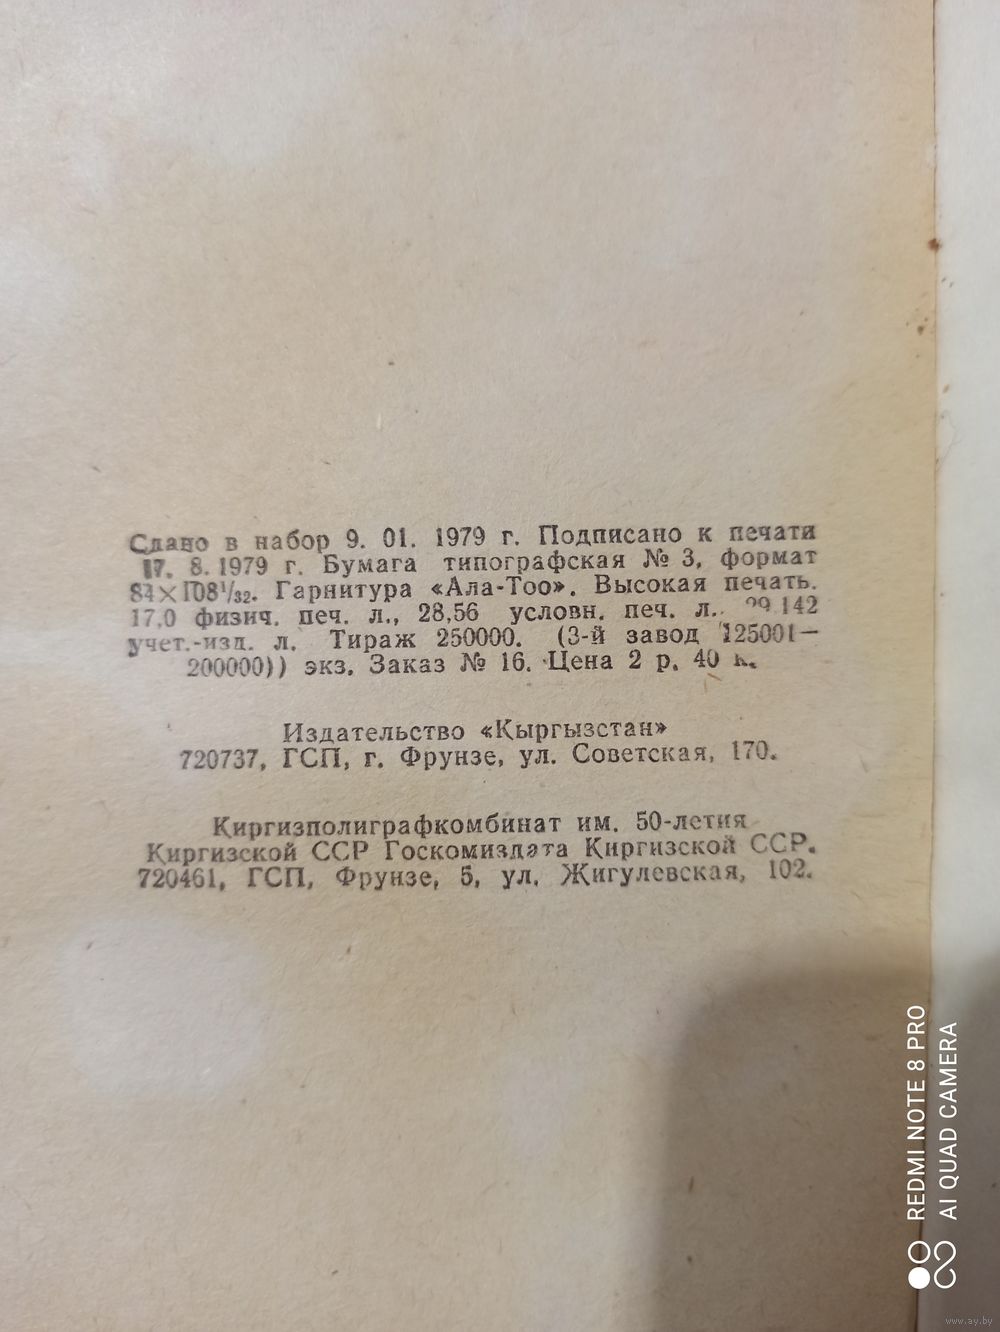 Сдано в набор 9. 01. 1979 г. Подписано к печати
17. 8. 1979 г. Бумага типографская № 3, формат
84×108¹/₃₂. Гарнитура «Ала-Тоо». Высокая печать.
17,0 физич. печ. л., 28,56 условн. печ. л.
учет.-изд. л. Тираж 250000. (3-й завод 125001—
200000)) экз. Заказ № 16. Цена 2 р. 40 к.
Издательство «Кыргызстан»
720737, ГСП, г. Фрунзе, ул. Советская, 170.
Киргизполиграфкомбинат им. 50-летия
Киргизской ССР Госкомиздата Киргизской ССР.
720461, ГСП, Фрунзе, 5, ул. Жигулевская, 102.
REDMI NOTE 8 PRO
AI QUAD CAMERA
www.ay.by